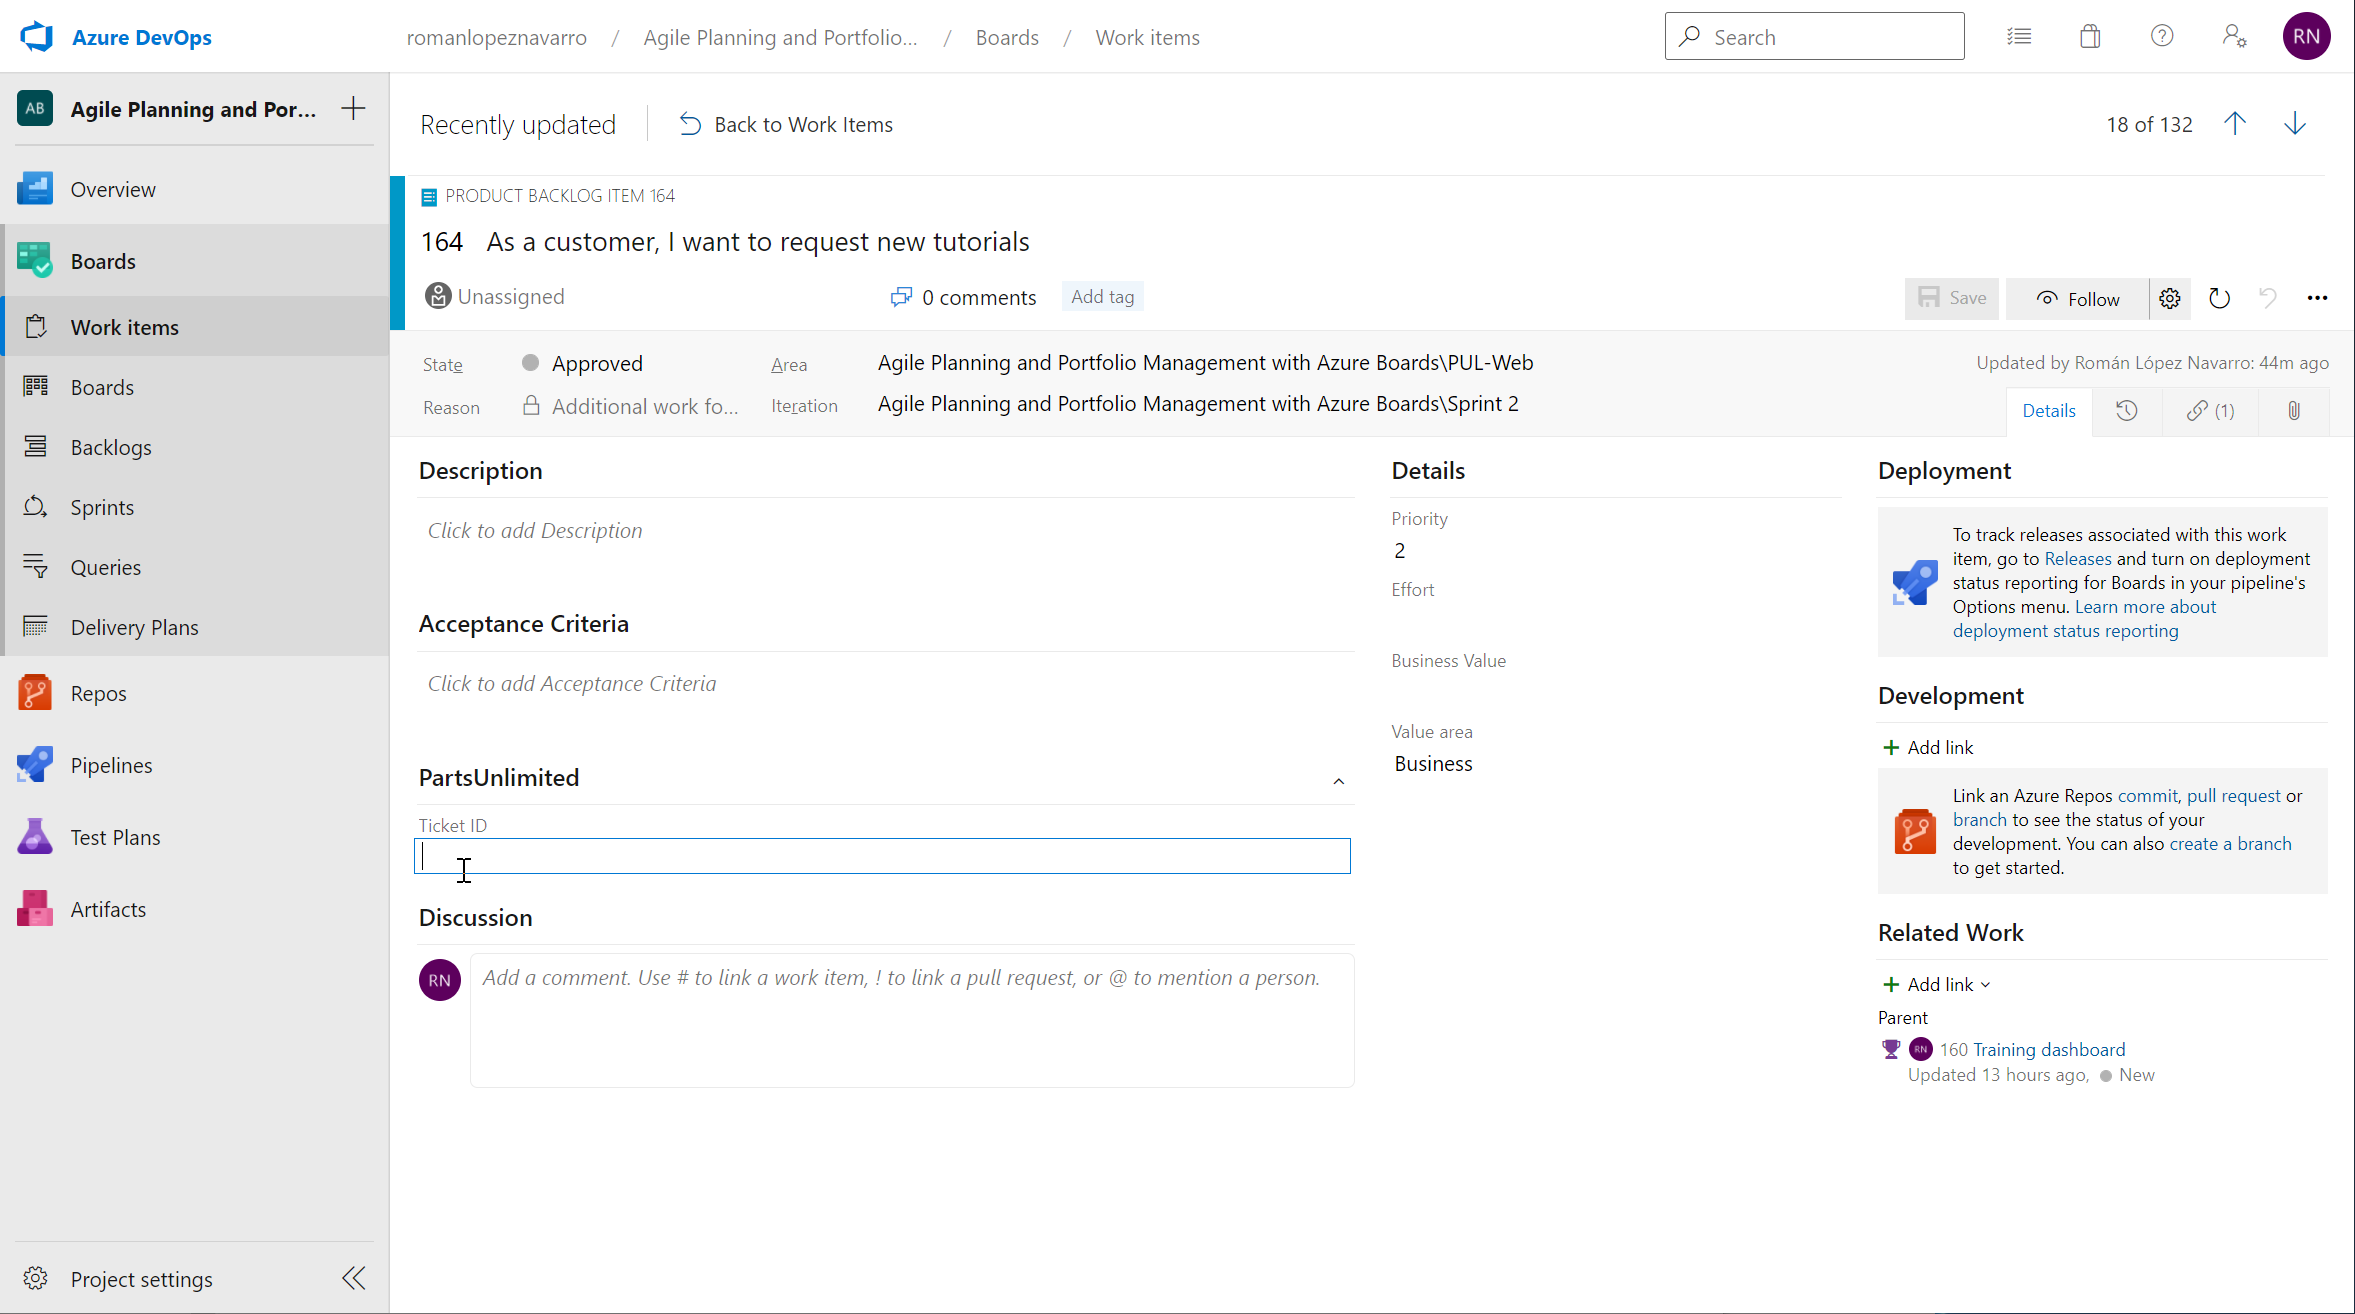 Azure DevOps
romanlopeznavarro / Agile Planning and Portfolio... / Boards / Work items
Search
RN
AB Agile Planning and Por...
Overview
Boards
Work items
Boards
Backlogs
Sprints
Queries
Delivery Plans
Repos
Pipelines
Test Plans
Artifacts
Project settings
Recently updated
Back to Work Items
18 of 132
PRODUCT BACKLOG ITEM 164
164 As a customer, I want to request new tutorials
Unassigned
0 comments
Add tag
Save
Follow
State Approved
Area Agile Planning and Portfolio Management with Azure Boards\PUL-Web
Updated by Román López Navarro: 44m ago
Reason Additional work fo...
Iteration Agile Planning and Portfolio Management with Azure Boards\Sprint 2
Details
(1)
Description
Click to add Description
Acceptance Criteria
Click to add Acceptance Criteria
PartsUnlimited
Ticket ID
Discussion
RN
Add a comment. Use # to link a work item, ! to link a pull request, or @ to mention a person.
Details
Priority
2
Effort
Business Value
Value area
Business
Deployment
To track releases associated with this work
item, go to Releases and turn on deployment
status reporting for Boards in your pipeline's
Options menu. Learn more about
deployment status reporting
Development
Add link
Link an Azure Repos commit, pull request or
branch to see the status of your
development. You can also create a branch
to get started.
Related Work
Add link
Parent
RN 160 Training dashboard
Updated 13 hours ago, New